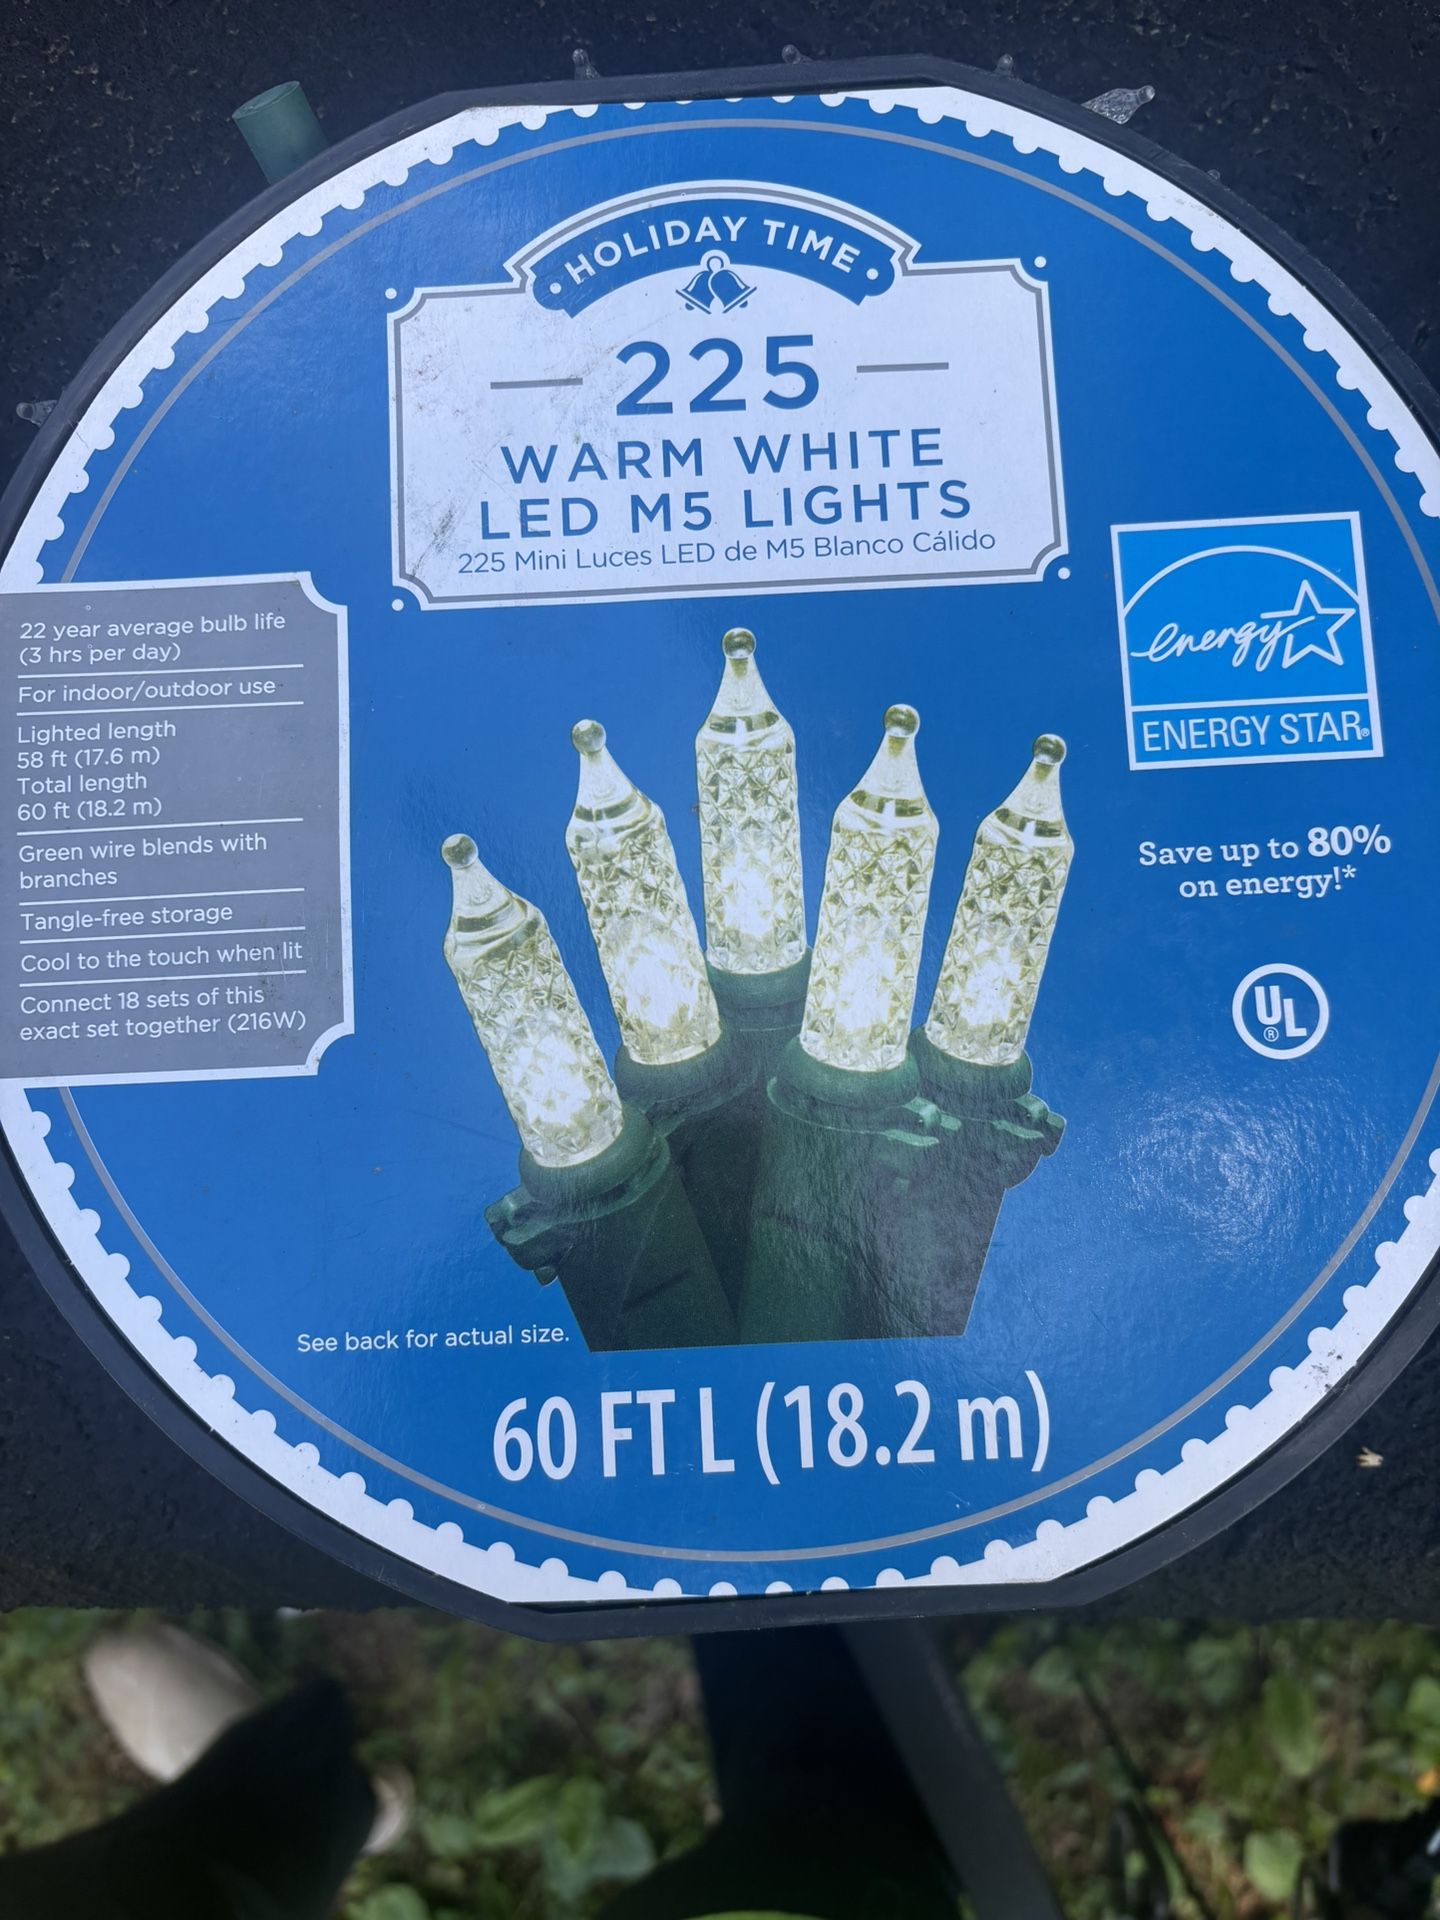 HOLIDAY TIME
225
WARM WHITE
LED M5 LIGHTS
225 Mini Luces LED de M5 Blanco Cálido
22 year average bulb life
(3 hrs per day)
For indoor/outdoor use
Lighted length
58 ft (17.6 m)
Total length
60 ft (18.2 m)
Green wire blends with
branches
Tangle-free storage
Cool to the touch when lit
Connect 18 sets of this
exact set together (216W)
energy
ENERGY STAR®
Save up to 80%
on energy!*
UL®
See back for actual size.
60 FT L (18.2 m)